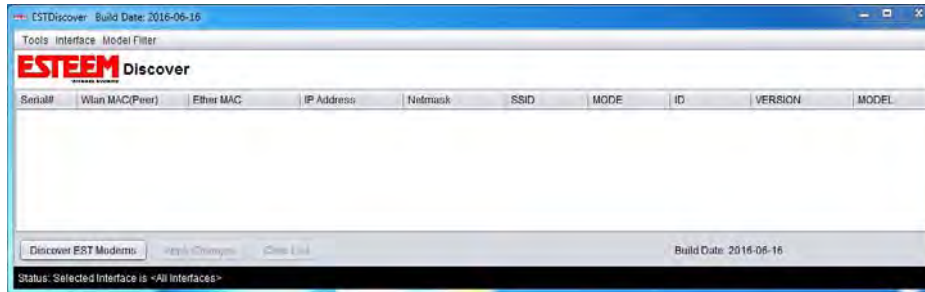 ESTDiscover Build Date: 2016-06-16
Tools Interface Model Filter
ESTEEM Discover
Serial# Wlan MAC(Peer) Ether MAC IP Address Netmask SSID MODE ID VERSION MODEL
Discover EST Modems Apply Changes Clear List Build Date: 2016-06-16
Status: Selected Interface is <All Interfaces>